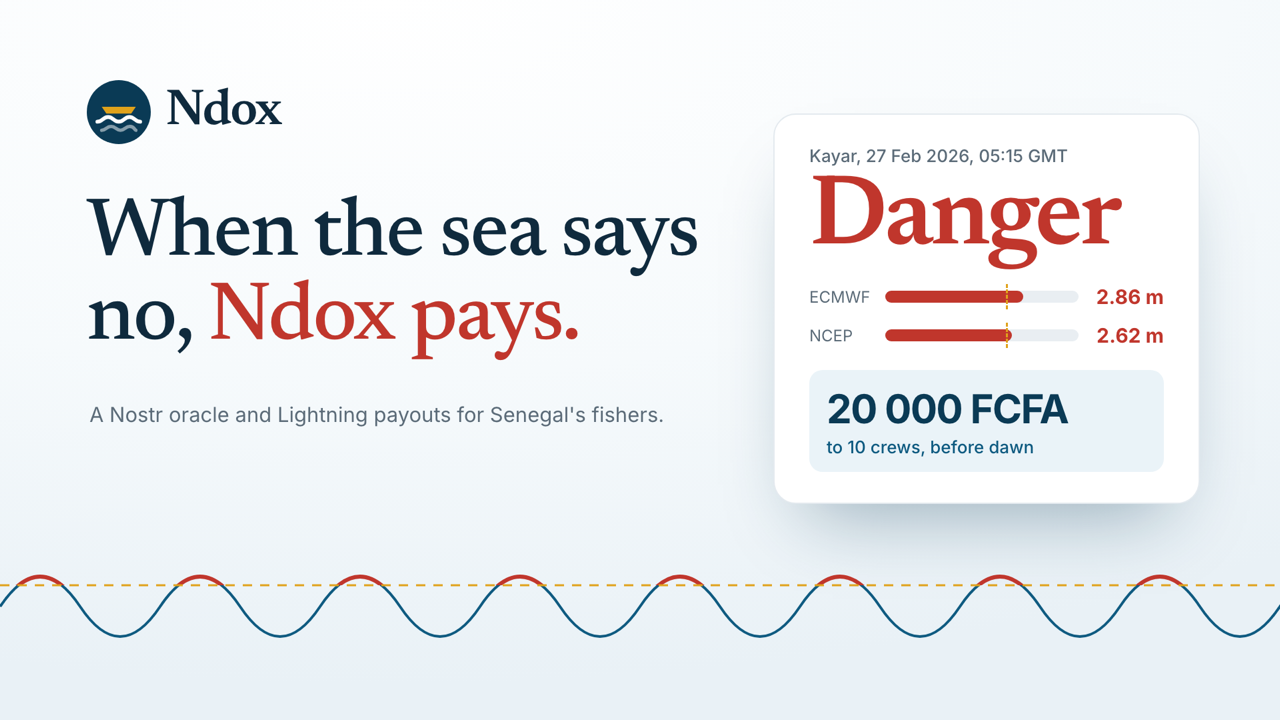 Ndox
When the sea says
no, Ndox pays.
A Nostr oracle and Lightning payouts for Senegal's fishers.
Kayar, 27 Feb 2026, 05:15 GMT
Danger
ECMWF 2.86 m
NCEP 2.62 m
20 000 FCFA
to 10 crews, before dawn